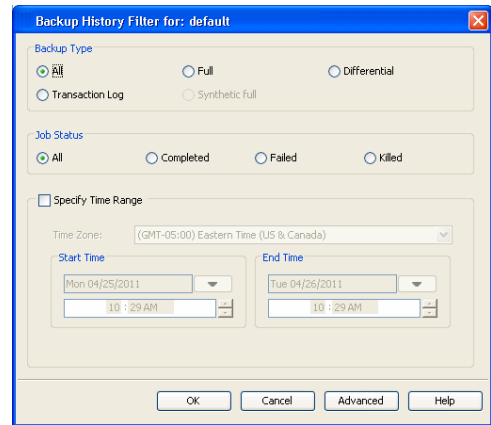 Backup History Filter for: default
Backup Type
All Full Differential
Transaction Log Synthetic full
Job Status
All Completed Failed Killed
Specify Time Range
Time Zone: (GMT-05:00) Eastern Time (US & Canada)
Start Time End Time
Mon 04/25/2011 Tue 04/26/2011
10 : 29 AM 10 : 29 AM
OK Cancel Advanced Help